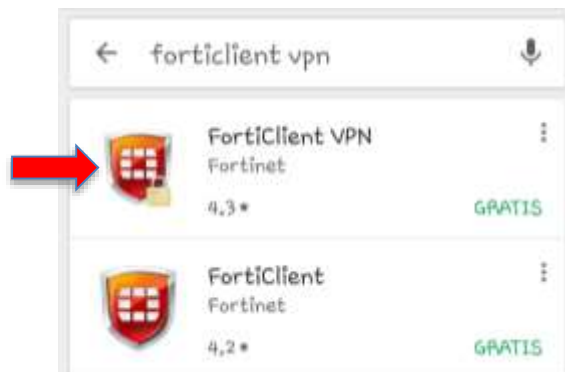 forticlient vpn
FortiClient VPN
Fortinet
4,3★
GRATIS
FortiClient
Fortinet
4,2★
GRATIS